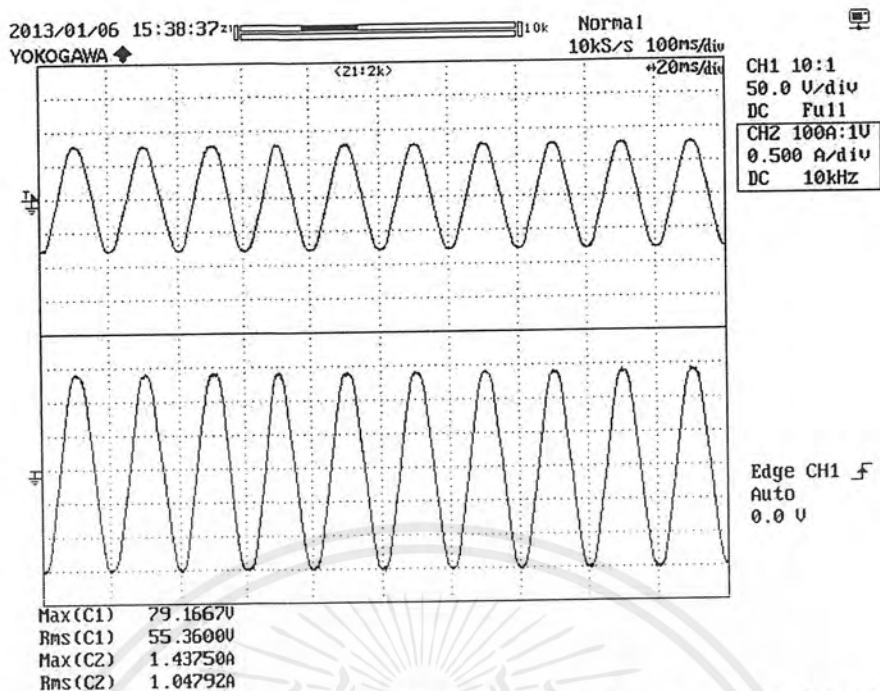 2013/01/06 15:38:37
Z1
10k
Normal
10kS/s 100ms/div
YOKOGAWA
<Z1:2k>
↔20ms/div
CH1 10:1
50.0 V/div
DC Full
CH2 100A:1V
0.500 A/div
DC 10kHz
T
Edge CH1
Auto
0.0 V
Max(C1) 79.1667V
Rms(C1) 55.3600V
Max(C2) 1.43750A
Rms(C2) 1.04792A